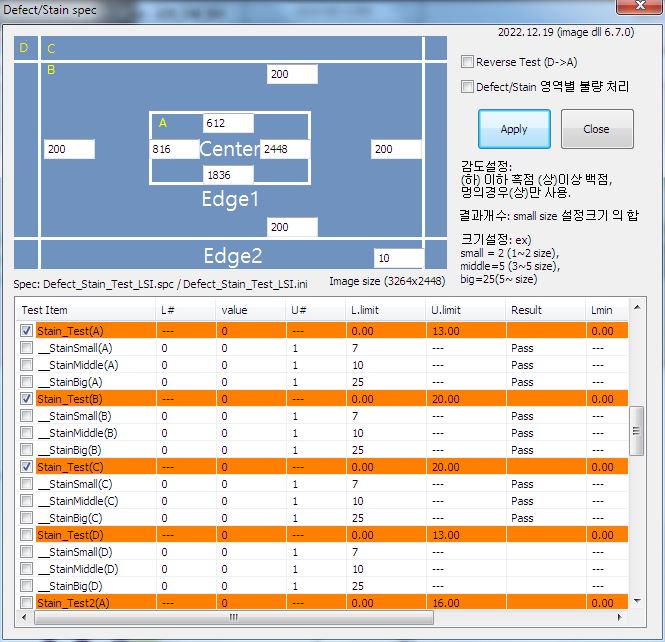 Defect/Stain spec
2022.12.19 (image dll 6.7.0)
D C
B
200
Reverse Test (D->A)
Defect/Stain 영역별 불량 처리
A 612
200 816 Center 2448 200
Apply Close
1836
Edge1
200
감도설정:
(하) 이하 흑점 (상)이상 백점,
멍의경우(상)만 사용.
결과개수: small size 설정크기 의 합
Edge2 10
크기설정: ex)
small = 2 (1~2 size),
middle=5 (3~5 size),
big=25(5~ size)
Spec: Defect_Stain_Test_LSI.spc / Defect_Stain_Test_LSI.ini Image size (3264x2448)
Test Item L# value U# L.limit U.limit Result Lmin
Stain_Test(A) --- 0 --- 0.00 13.00 0.00
__StainSmall(A) 0 0 1 7 --- Pass ---
__StainMiddle(A) 0 0 1 10 --- Pass ---
__StainBig(A) 0 0 1 25 --- Pass ---
Stain_Test(B) --- 0 --- 0.00 20.00 0.00
__StainSmall(B) 0 0 1 7 --- Pass ---
__StainMiddle(B) 0 0 1 10 --- Pass ---
__StainBig(B) 0 0 1 25 --- Pass ---
Stain_Test(C) --- 0 --- 0.00 20.00 0.00
__StainSmall(C) 0 0 1 7 --- Pass ---
__StainMiddle(C) 0 0 1 10 --- Pass ---
__StainBig(C) 0 0 1 25 --- Pass ---
Stain_Test(D) --- 0 --- 0.00 13.00 0.00
__StainSmall(D) 0 0 1 7 --- ---
__StainMiddle(D) 0 0 1 10 --- ---
__StainBig(D) 0 0 1 25 --- ---
Stain_Test2(A) --- 0 --- 0.00 16.00 0.00